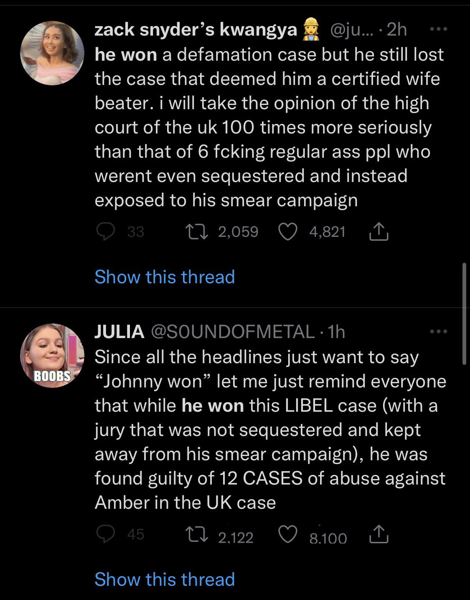 zack snyder's kwangya 👷‍♀️ @ju... · 2h
he won a defamation case but he still lost
the case that deemed him a certified wife
beater. i will take the opinion of the high
court of the uk 100 times more seriously
than that of 6 fcking regular ass ppl who
werent even sequestered and instead
exposed to his smear campaign
33 2,059 4,821
Show this thread
JULIA @S0UNDOFMETAL · 1h
BOOBS
Since all the headlines just want to say
“Johnny won” let me just remind everyone
that while he won this LIBEL case (with a
jury that was not sequestered and kept
away from his smear campaign), he was
found guilty of 12 CASES of abuse against
Amber in the UK case
45 2,122 8,100
Show this thread